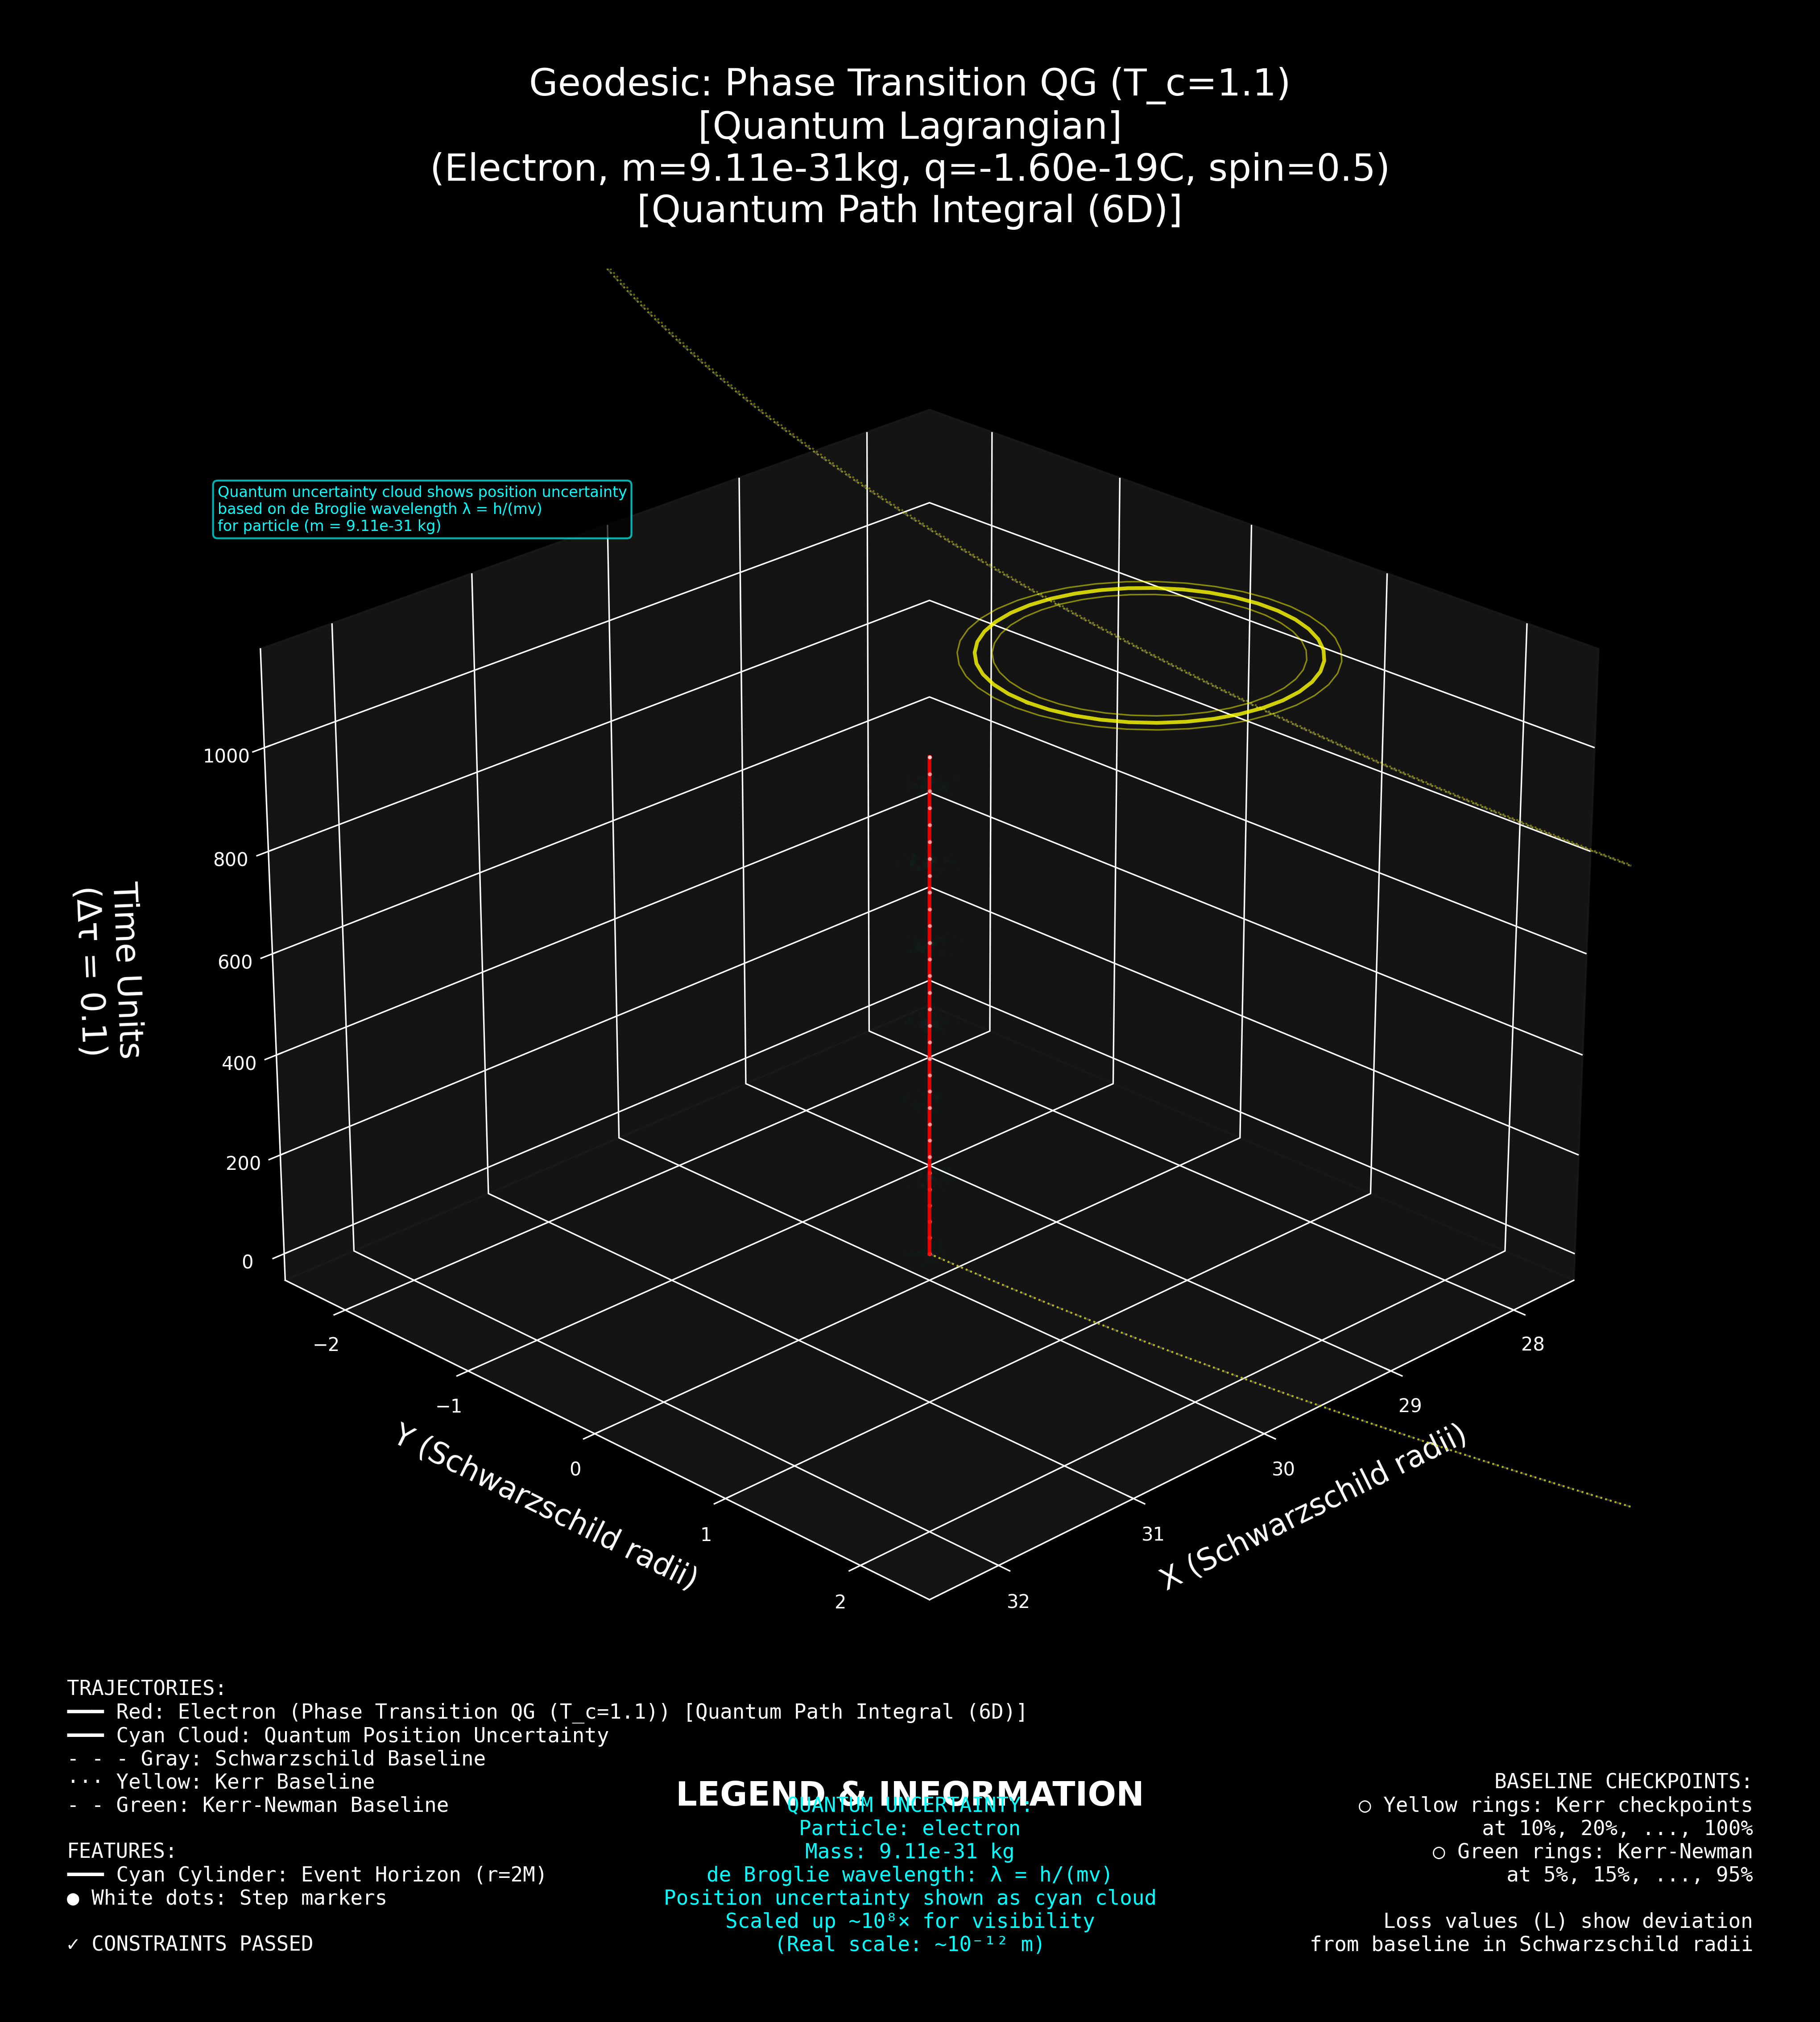 Geodesic: Phase Transition QG (T_c=1.1)
[Quantum Lagrangian]
(Electron, m=9.11e-31kg, q=-1.60e-19C, spin=0.5)
[Quantum Path Integral (6D)]
Quantum uncertainty cloud shows position uncertainty
based on de Broglie wavelength λ = h/(mv)
for particle (m = 9.11e-31 kg)
1000
800
600
400
200
0
Time Units
(Δτ = 0.1)
−2
−1
0
1
2
Y (Schwarzschild radii)
28
29
30
31
32
X (Schwarzschild radii)
TRAJECTORIES:
Red: Electron (Phase Transition QG (T_c=1.1)) [Quantum Path Integral (6D)]
Cyan Cloud: Quantum Position Uncertainty
- - - Gray: Schwarzschild Baseline
··· Yellow: Kerr Baseline
- - Green: Kerr-Newman Baseline
FEATURES:
Cyan Cylinder: Event Horizon (r=2M)
● White dots: Step markers
✓ CONSTRAINTS PASSED
LEGEND & INFORMATION
QUANTUM UNCERTAINTY:
Particle: electron
Mass: 9.11e-31 kg
de Broglie wavelength: λ = h/(mv)
Position uncertainty shown as cyan cloud
Scaled up ~10⁸× for visibility
(Real scale: ~10⁻¹² m)
BASELINE CHECKPOINTS:
○ Yellow rings: Kerr checkpoints
at 10%, 20%, ..., 100%
○ Green rings: Kerr-Newman
at 5%, 15%, ..., 95%
Loss values (L) show deviation
from baseline in Schwarzschild radii